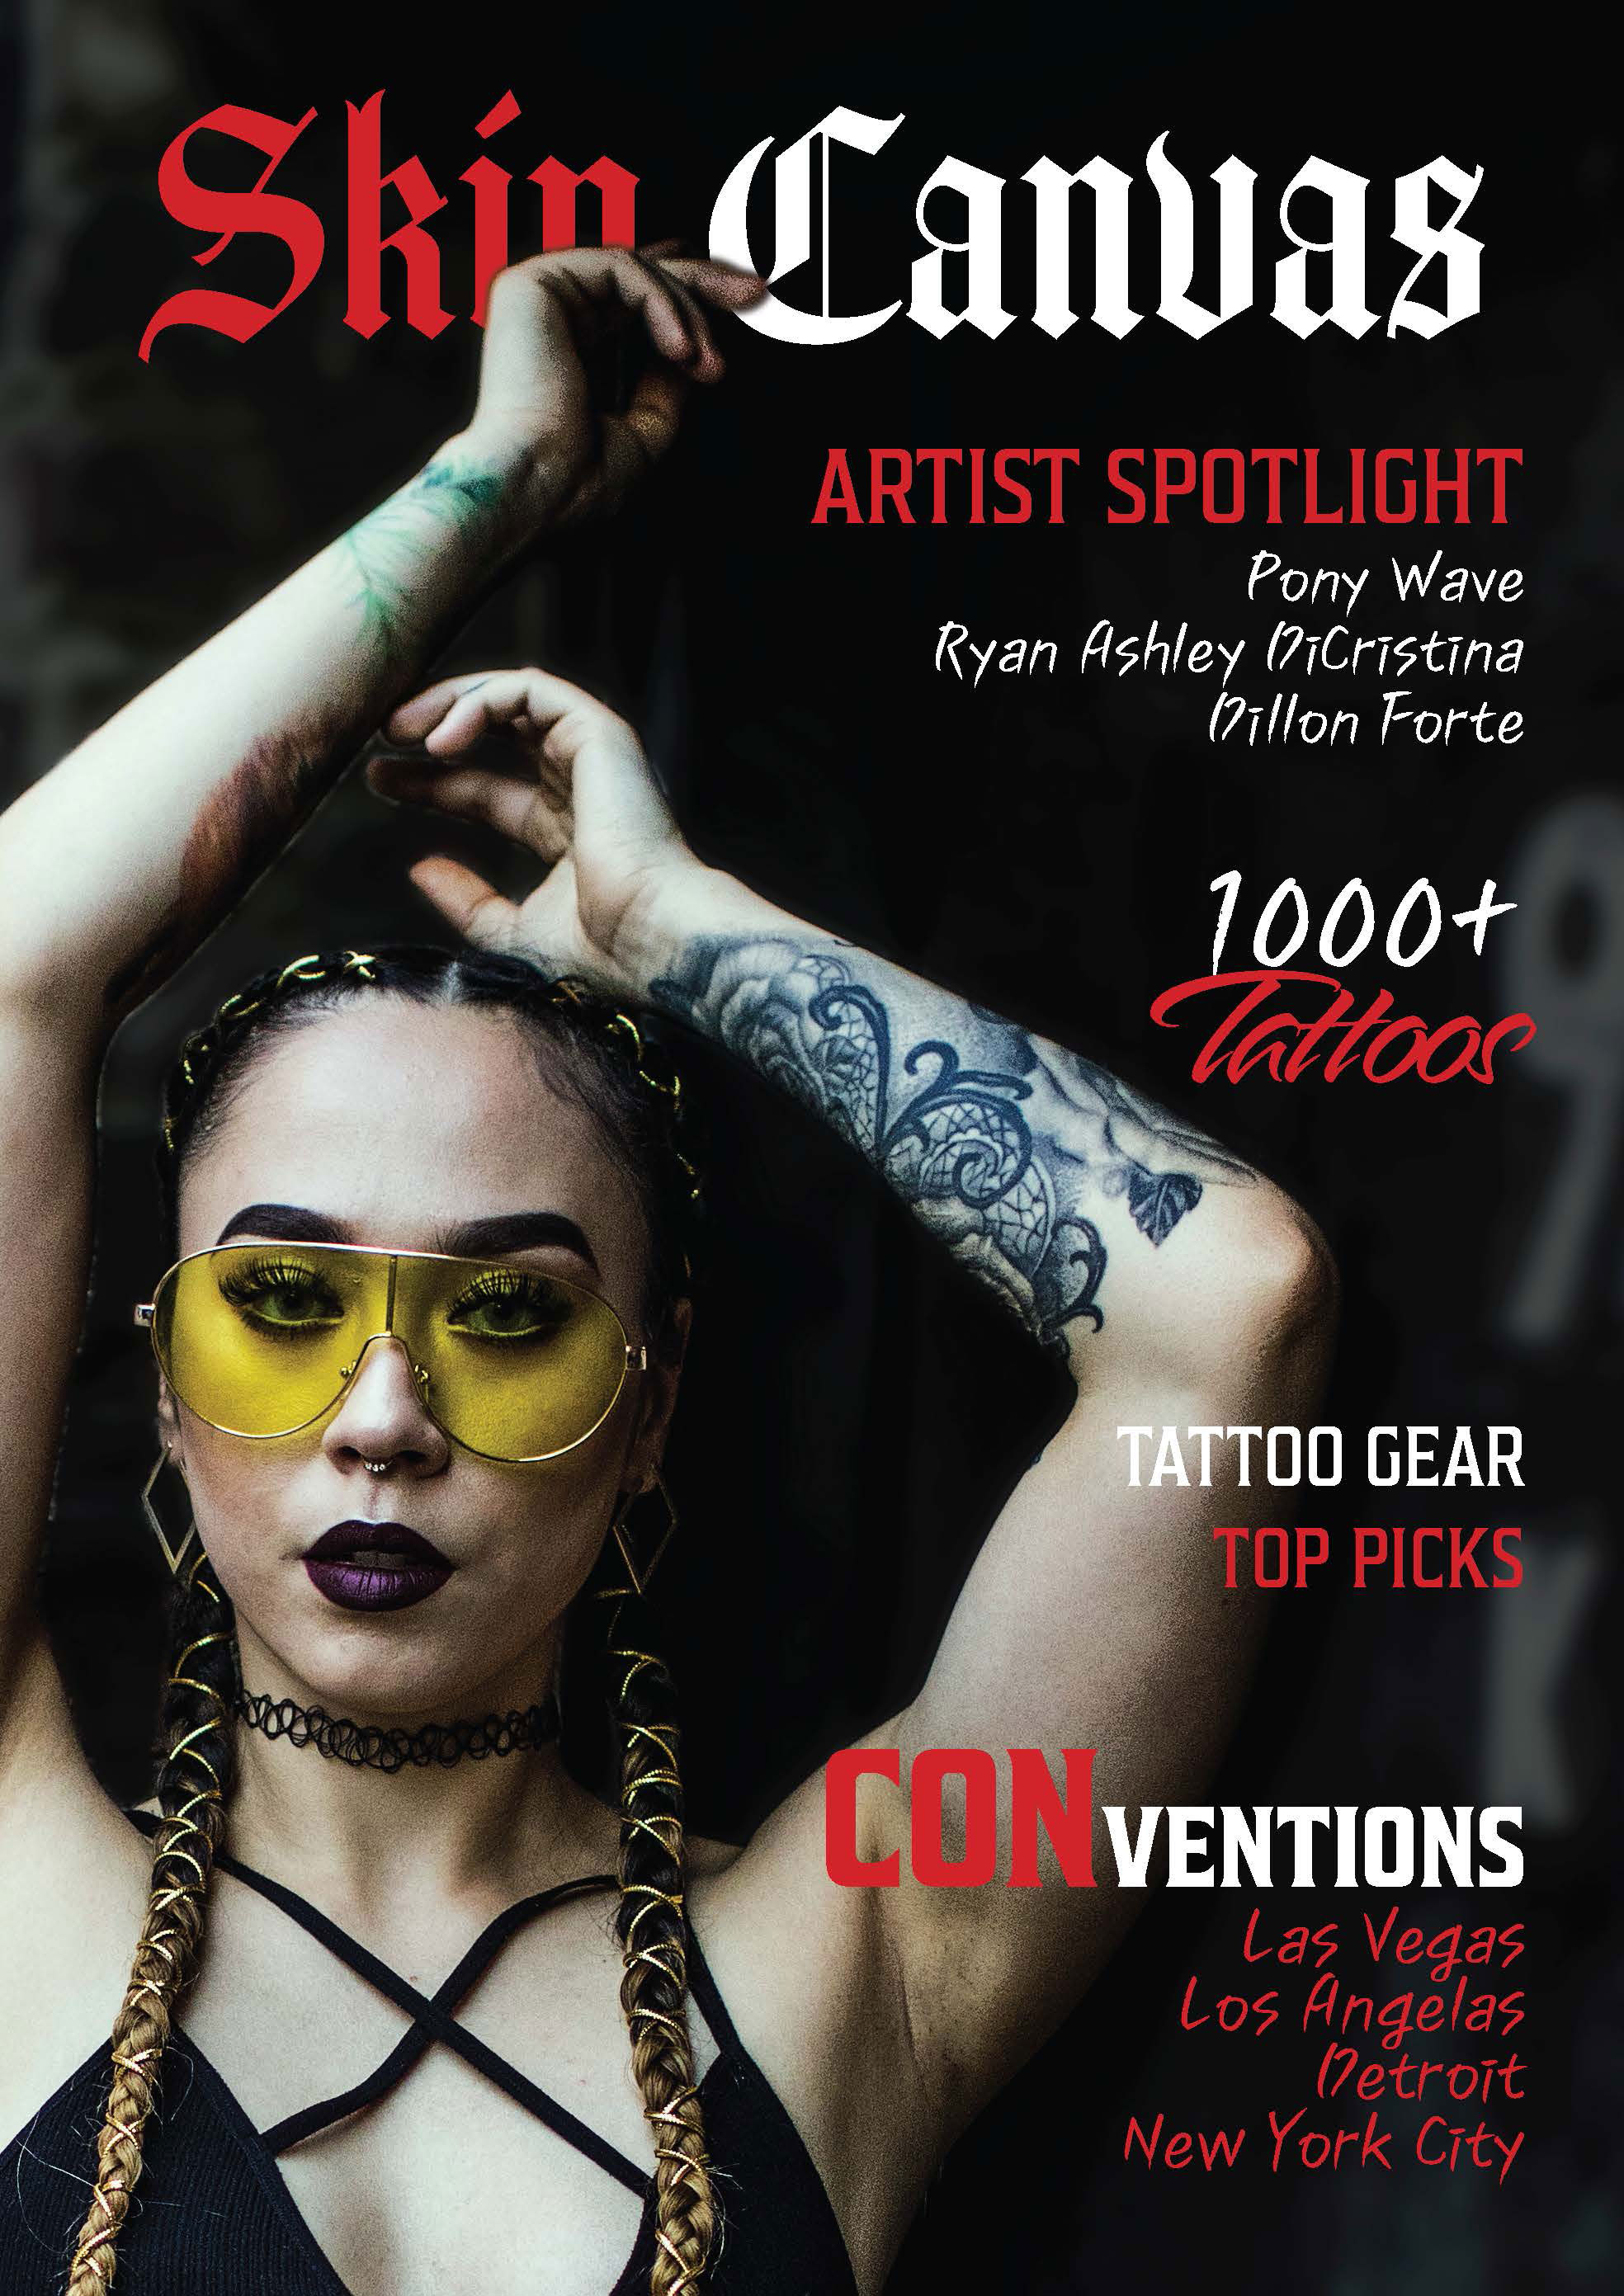 Skin Canvas
ARTIST SPOTLIGHT
Pony Wave
Ryan Ashley DiCristina
Dillon Forte
1000+
Tattoos
TATTOO GEAR
TOP PICKS
CONVENTIONS
Las Vegas
Los Angelas
Detroit
New York City